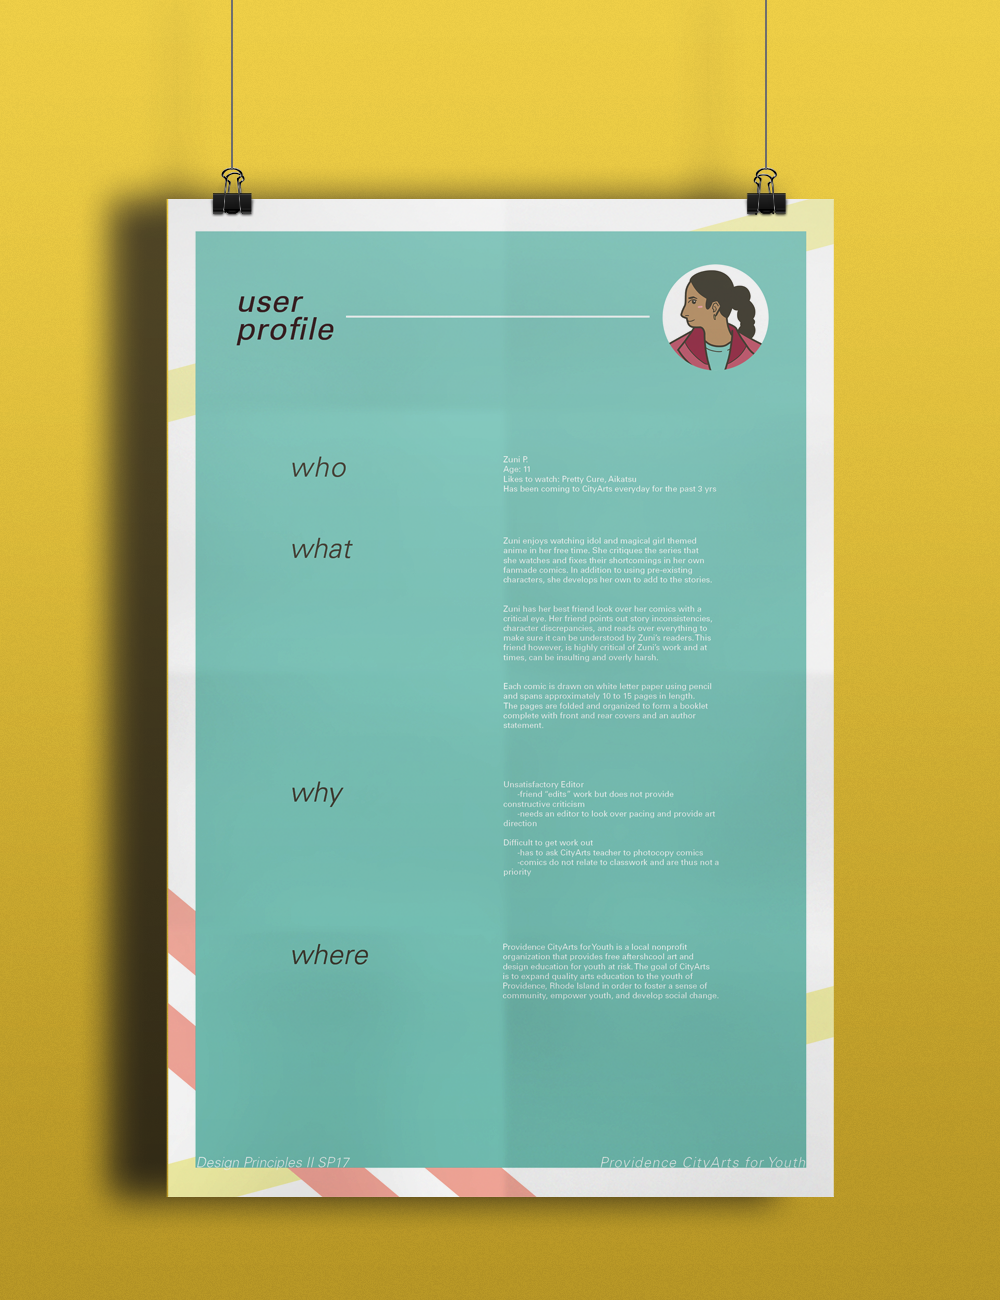 user
profile
who
Zuni P.
Age: 11
Likes to watch: Pretty Cure, Aikatsu
Has been coming to CityArts everyday for the past 3 yrs
what
Zuni enjoys watching idol and magical girl themed
anime in her free time. She critiques the series that
she watches and fixes their shortcomings in her own
fanmade comics. In addition to using pre-existing
characters, she develops her own to add to the stories.
Zuni has her best friend look over her comics with a
critical eye. Her friend points out story inconsistencies,
character discrepancies, and reads over everything to
make sure it can be understood by Zuni's readers. This
friend however, is highly critical of Zuni's work and at
times, can be insulting and overly harsh.
Each comic is drawn on white letter paper using pencil
and spans approximately 10 to 15 pages in length.
The pages are folded and organized to form a booklet
complete with front and rear covers and an author
statement.
why
Unsatisfactory Editor
-friend "edits" work but does not provide
constructive criticism
-needs an editor to look over pacing and provide art
direction
Difficult to get work out
-has to ask CityArts teacher to photocopy comics
-comics do not relate to classwork and are thus not a
priority
where
Providence CityArts for Youth is a local nonprofit
organization that provides free aftershcool art and
design education for youth at risk. The goal of CityArts
is to expand quality arts education to the youth of
Providence, Rhode Island in order to foster a sense of
community, empower youth, and develop social change.
Design Principles II SP17
Providence CityArts for Youth